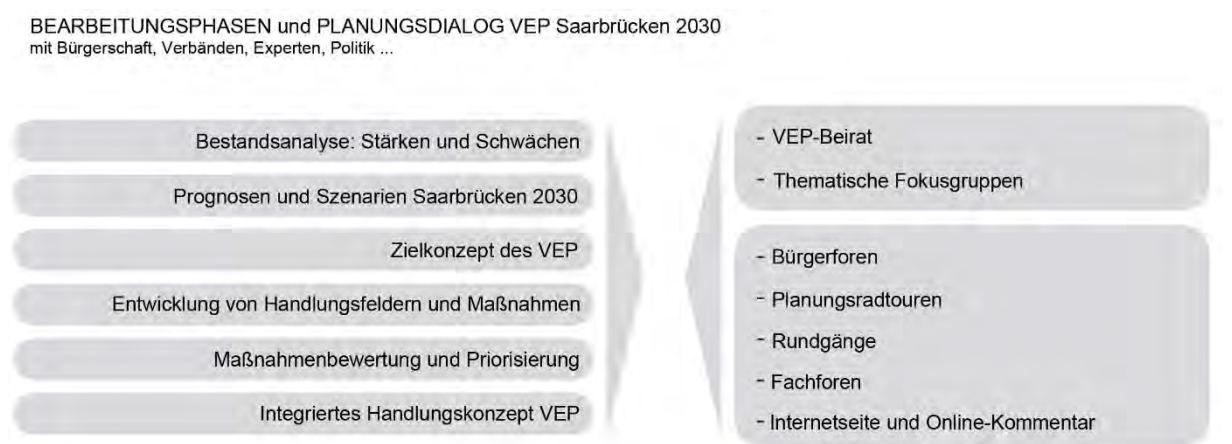 BEARBEITUNGSPHASEN und PLANUNGSDIALOG VEP Saarbrücken 2030
mit Bürgerschaft, Verbänden, Experten, Politik ...
Bestandsanalyse: Stärken und Schwächen
Prognosen und Szenarien Saarbrücken 2030
Zielkonzept des VEP
Entwicklung von Handlungsfeldern und Maßnahmen
Maßnahmenbewertung und Priorisierung
Integriertes Handlungskonzept VEP
- VEP-Beirat
- Thematische Fokusgruppen
- Bürgerforen
- Planungsradtouren
- Rundgänge
- Fachforen
- Internetseite und Online-Kommentar